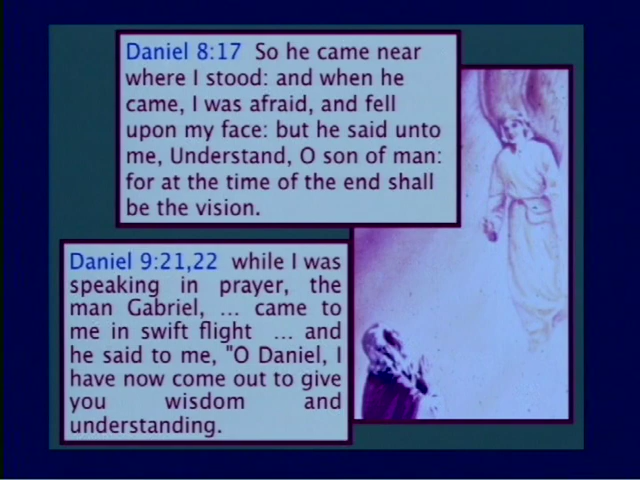 Daniel 8:17 So he came near
where I stood: and when he
came, I was afraid, and fell
upon my face: but he said unto
me, Understand, O son of man:
for at the time of the end shall
be the vision.
Daniel 9:21,22 while I was
speaking in prayer, the
man Gabriel, ... came to
me in swift flight ... and
he said to me, "O Daniel, I
have now come out to give
you wisdom and
understanding.